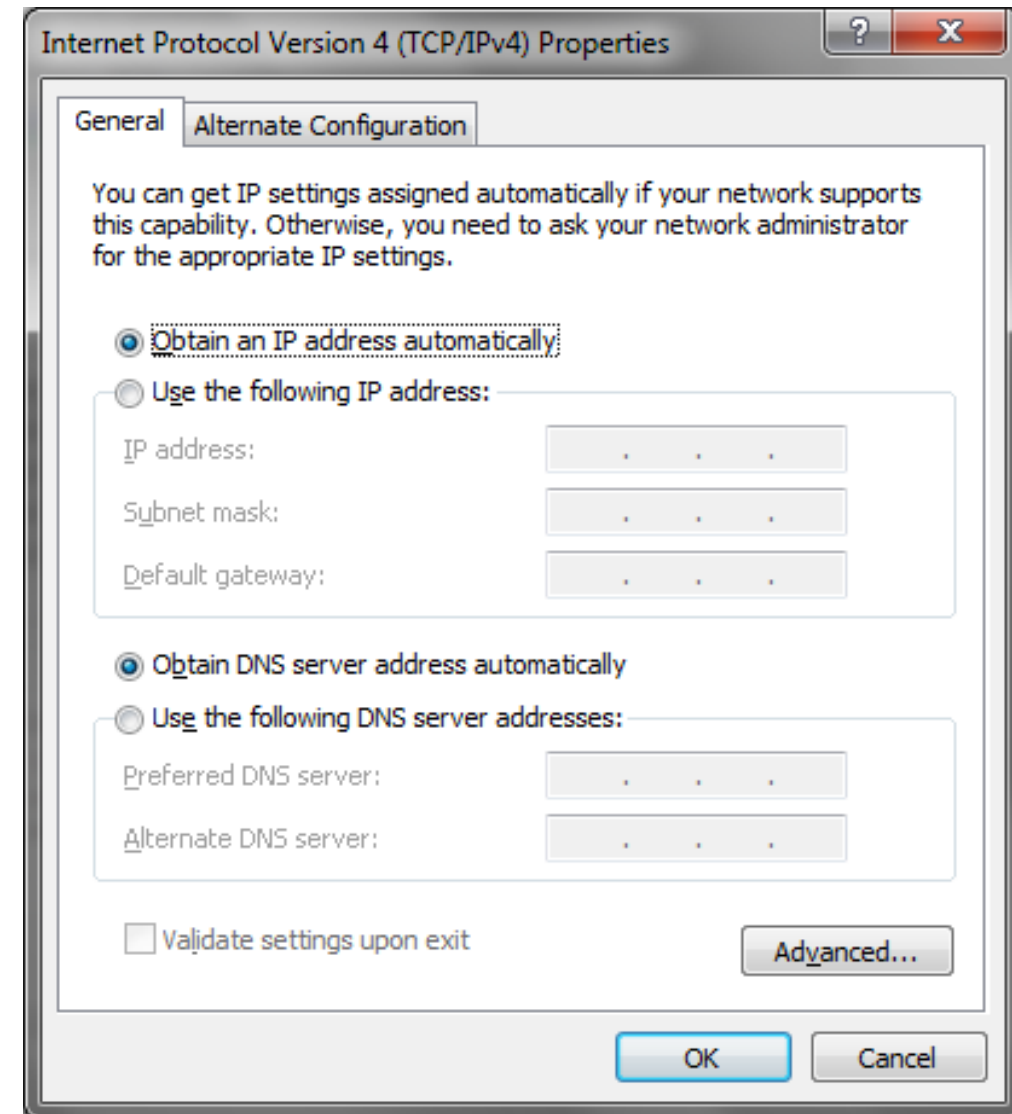 Internet Protocol Version 4 (TCP/IPv4) Properties
?
X
General
Alternate Configuration
You can get IP settings assigned automatically if your network supports
this capability. Otherwise, you need to ask your network administrator
for the appropriate IP settings.
Obtain an IP address automatically
Use the following IP address:
IP address: . . .
Subnet mask: . . .
Default gateway: . . .
Obtain DNS server address automatically
Use the following DNS server addresses:
Preferred DNS server: . . .
Alternate DNS server: . . .
Validate settings upon exit
Advanced...
OK
Cancel